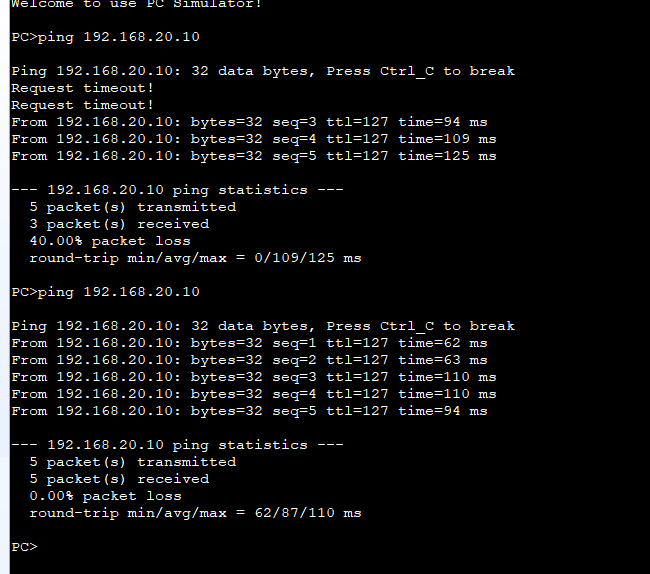 Welcome to use PC Simulator!
PC>ping 192.168.20.10
Ping 192.168.20.10: 32 data bytes, Press Ctrl_C to break
Request timeout!
Request timeout!
From 192.168.20.10: bytes=32 seq=3 ttl=127 time=94 ms
From 192.168.20.10: bytes=32 seq=4 ttl=127 time=109 ms
From 192.168.20.10: bytes=32 seq=5 ttl=127 time=125 ms
--- 192.168.20.10 ping statistics ---
5 packet(s) transmitted
3 packet(s) received
40.00% packet loss
round-trip min/avg/max = 0/109/125 ms
PC>ping 192.168.20.10
Ping 192.168.20.10: 32 data bytes, Press Ctrl_C to break
From 192.168.20.10: bytes=32 seq=1 ttl=127 time=62 ms
From 192.168.20.10: bytes=32 seq=2 ttl=127 time=63 ms
From 192.168.20.10: bytes=32 seq=3 ttl=127 time=110 ms
From 192.168.20.10: bytes=32 seq=4 ttl=127 time=110 ms
From 192.168.20.10: bytes=32 seq=5 ttl=127 time=94 ms
--- 192.168.20.10 ping statistics ---
5 packet(s) transmitted
5 packet(s) received
0.00% packet loss
round-trip min/avg/max = 62/87/110 ms
PC>